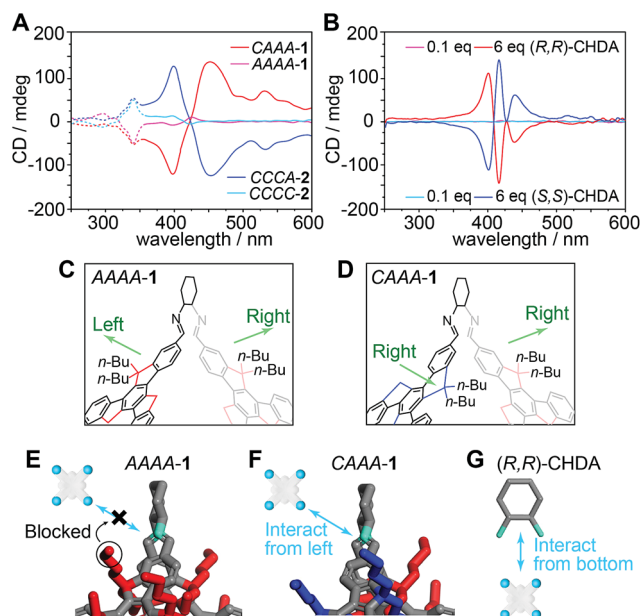 A
200
100
0
-100
-200
CD / mdeg
CAAA-1
AAAA-1
CCCA-2
CCCC-2
300
400
500
600
wavelength / nm
B
200
100
0
-100
-200
CD / mdeg
0.1 eq
6 eq (R,R)-CHDA
0.1 eq
6 eq (S,S)-CHDA
300
400
500
600
wavelength / nm
C
AAAA-1
Left
Right
N
N
n-Bu
n-Bu
n-Bu
n-Bu
D
CAAA-1
Right
Right
N
N
n-Bu
n-Bu
n-Bu
n-Bu
E
AAAA-1
Blocked
F
CAAA-1
Interact
from left
G
(R,R)-CHDA
Interact
from bottom